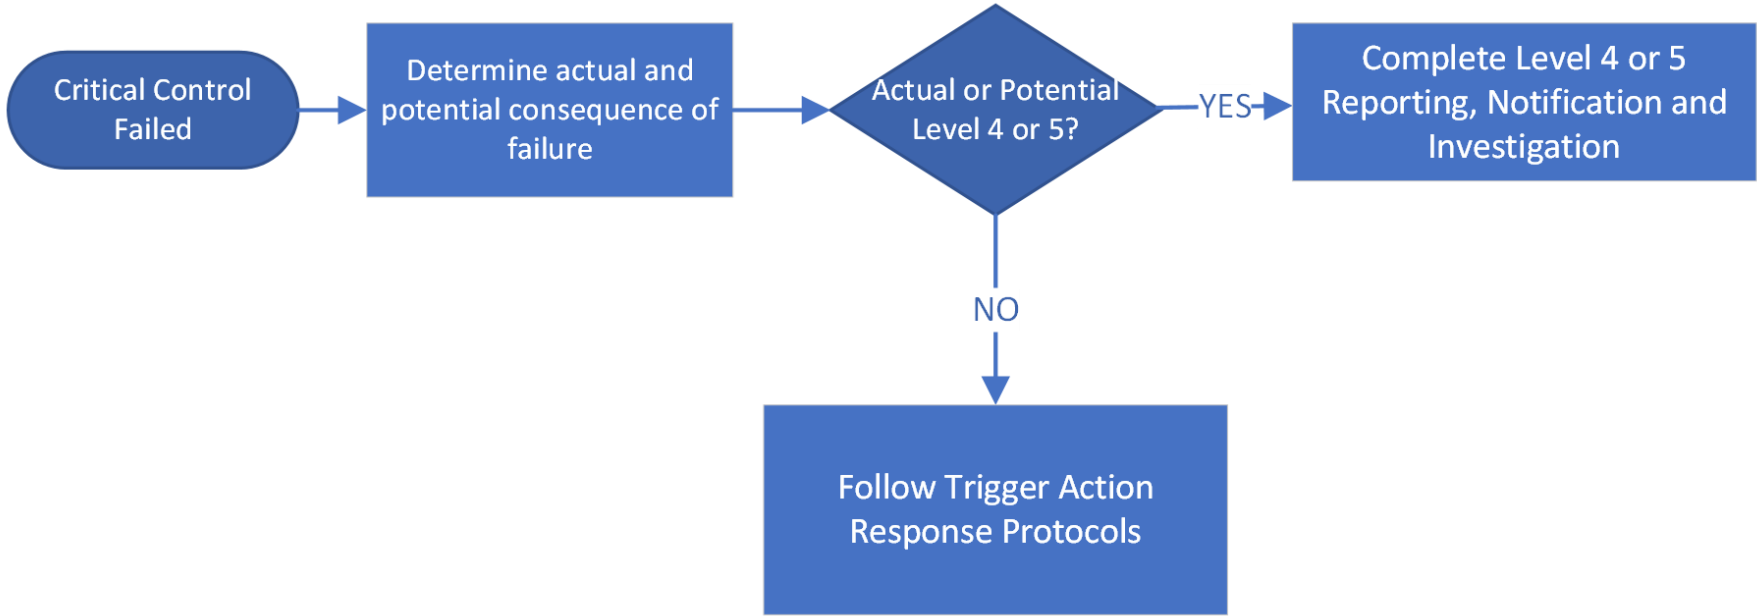 Critical Control
Failed
Determine actual and
potential consequence of
failure
Actual or Potential
Level 4 or 5?
YES
Complete Level 4 or 5
Reporting, Notification and
Investigation
NO
Follow Trigger Action
Response Protocols